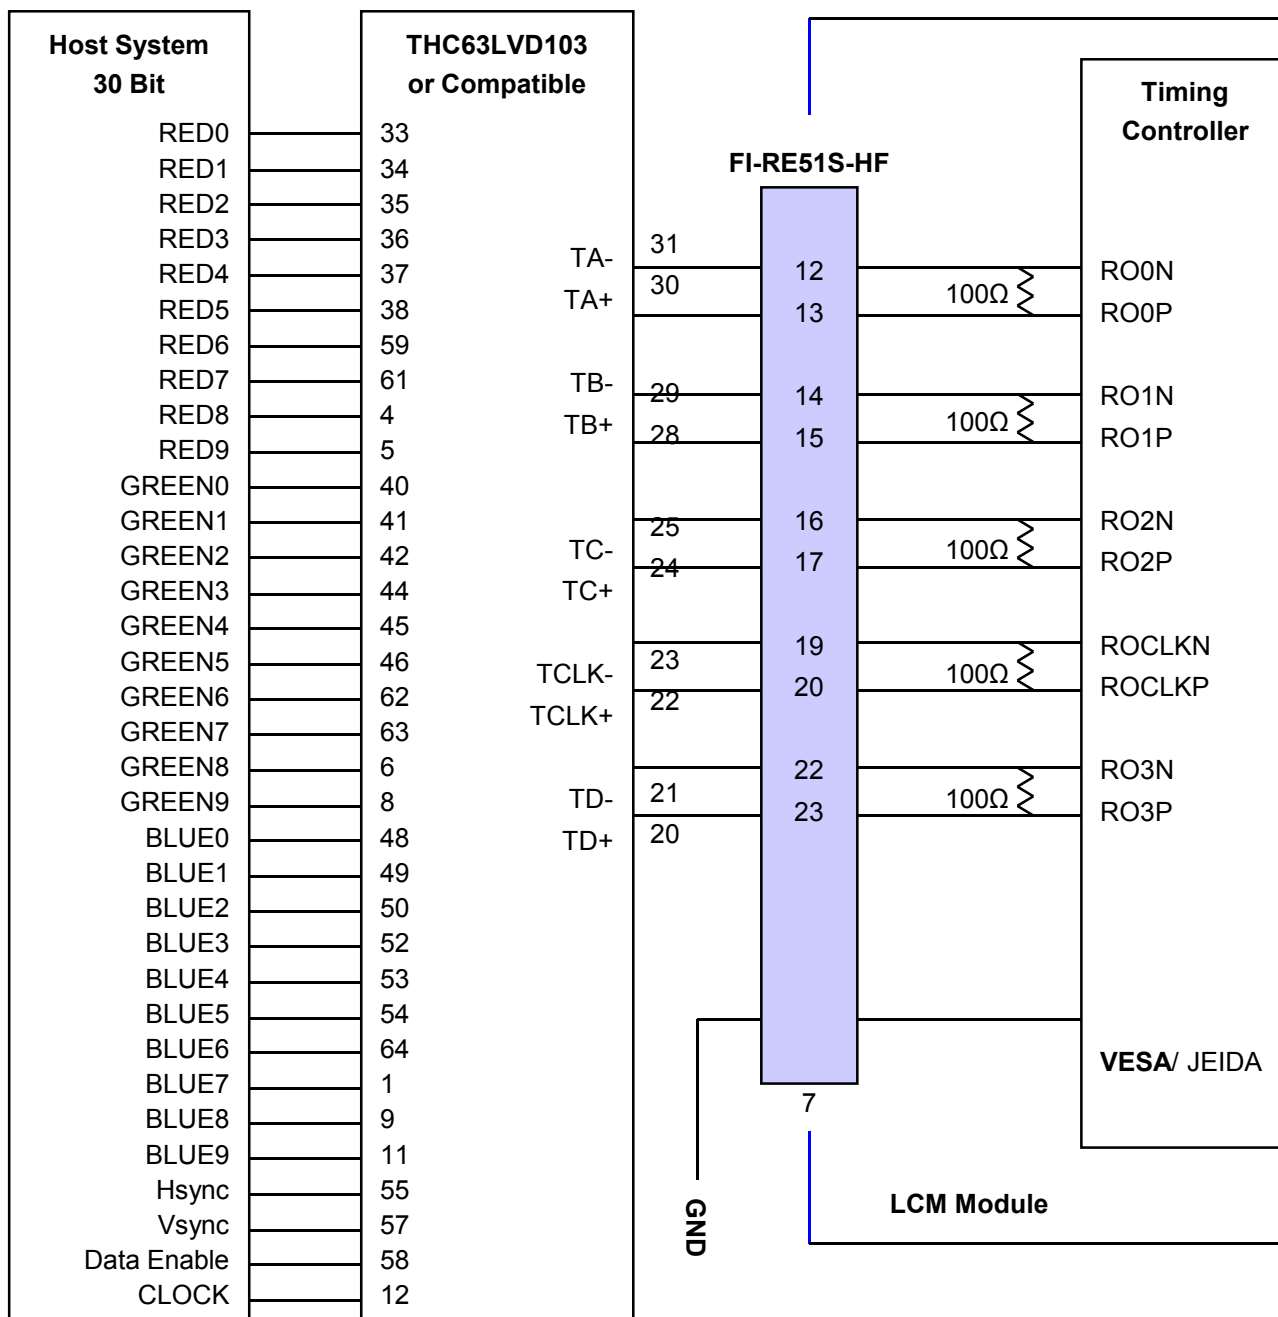 Host System
30 Bit
RED0
RED1
RED2
RED3
RED4
RED5
RED6
RED7
RED8
RED9
GREEN0
GREEN1
GREEN2
GREEN3
GREEN4
GREEN5
GREEN6
GREEN7
GREEN8
GREEN9
BLUE0
BLUE1
BLUE2
BLUE3
BLUE4
BLUE5
BLUE6
BLUE7
BLUE8
BLUE9
Hsync
Vsync
Data Enable
CLOCK
THC63LVD103
or Compatible
33
34
35
36
37
38
59
61
4
5
40
41
42
44
45
46
62
63
6
8
48
49
50
52
53
54
64
1
9
11
55
57
58
12
TA-
TA+
TB-
TB+
TC-
TC+
TCLK-
TCLK+
TD-
TD+
31
30
29
28
25
24
23
22
21
20
FI-RE51S-HF
12
13
14
15
16
17
19
20
22
23
7
GND
100Ω
100Ω
100Ω
100Ω
100Ω
Timing
Controller
RO0N
RO0P
RO1N
RO1P
RO2N
RO2P
ROCLKN
ROCLKP
RO3N
RO3P
VESA/ JEIDA
LCM Module